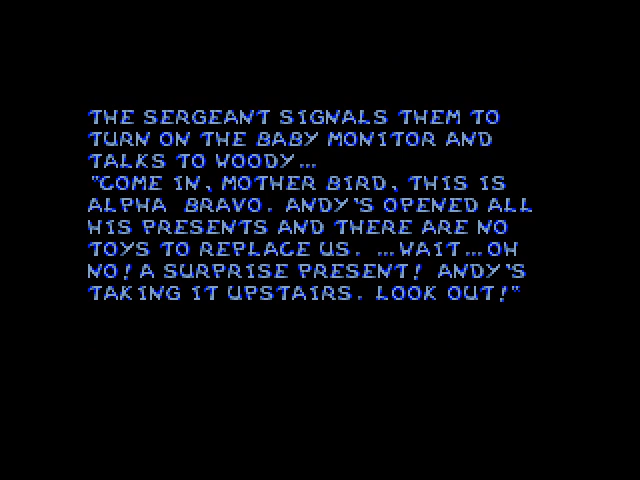 THE SERGEANT SIGNALS THEM TO
TURN ON THE BABY MONITOR AND
TALKS TO WOODY...
"COME IN, MOTHER BIRD, THIS IS
ALPHA  BRAVO. ANDY'S OPENED ALL
HIS PRESENTS AND THERE ARE NO
TOYS TO REPLACE US. ...WAIT...OH
NO! A SURPRISE PRESENT! ANDY'S
TAKING IT UPSTAIRS. LOOK OUT!"